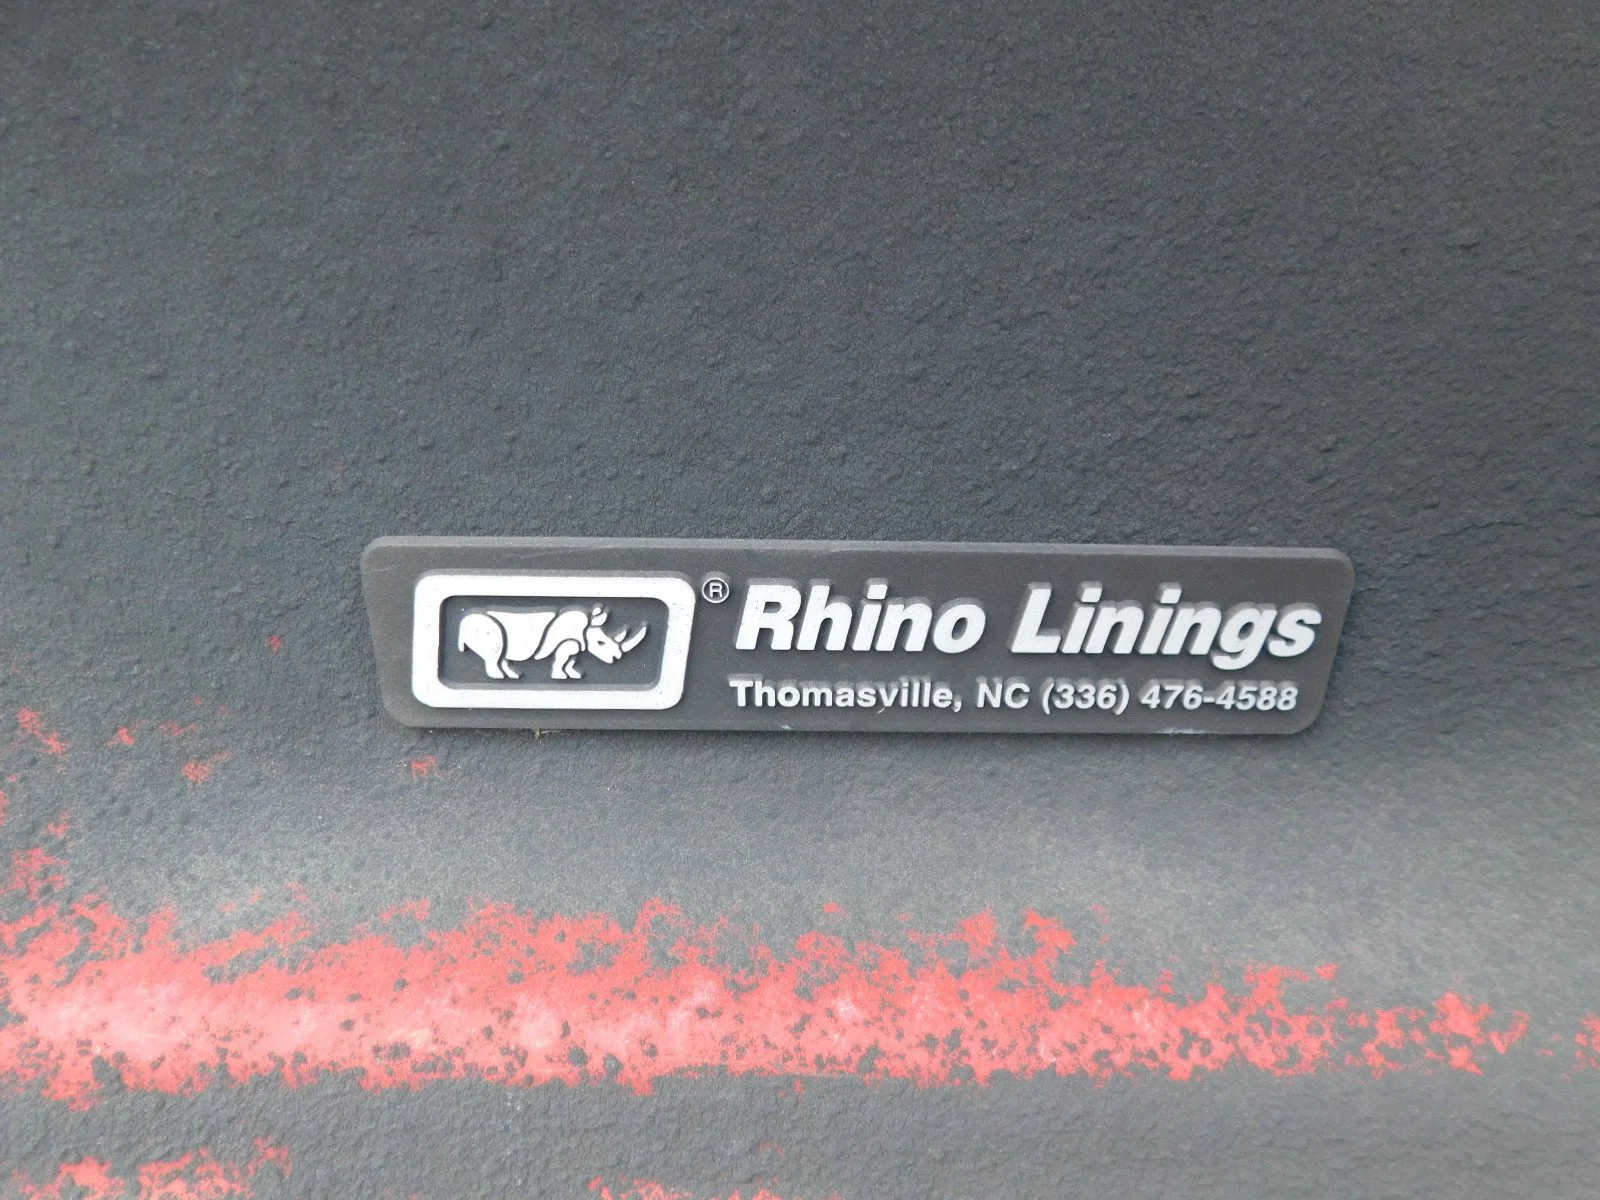 ® Rhino Linings
Thomasville, NC (336) 476-4588